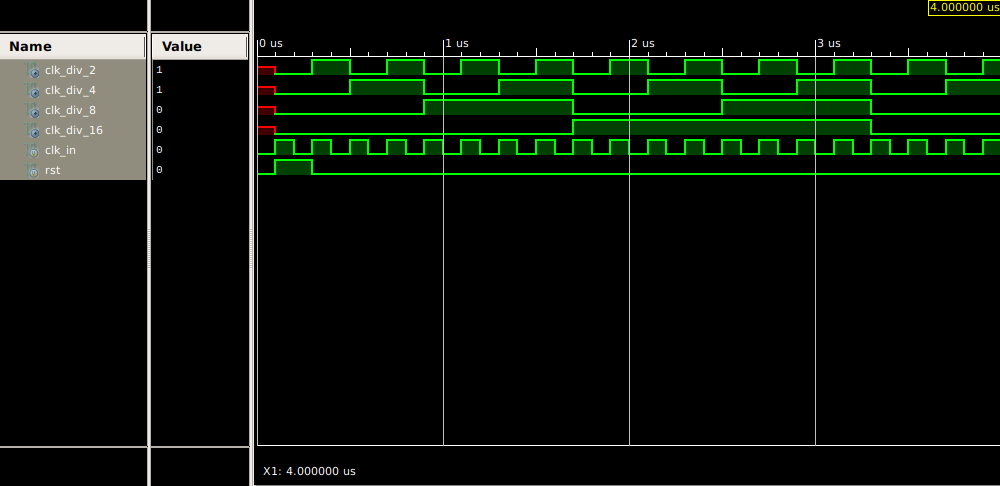 4.000000 us
Name Value
0 us 1 us 2 us 3 us
clk_div_2 1
clk_div_4 1
clk_div_8 0
clk_div_16 0
clk_in 0
rst 0
X1: 4.000000 us